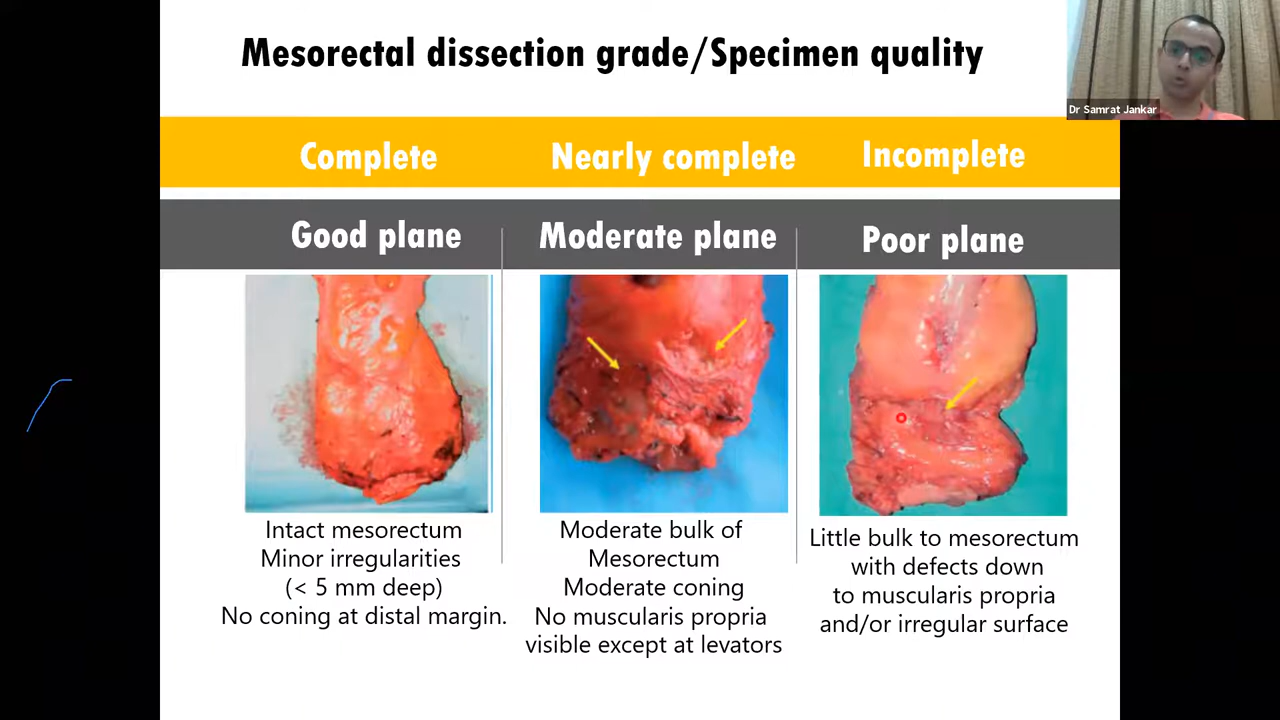 Mesorectal dissection grade/Specimen quality
Dr Samrat Jankar
Complete
Nearly complete
Incomplete
Good plane
Moderate plane
Poor plane
Intact mesorectum
Minor irregularities
(< 5 mm deep)
No coning at distal margin.
Moderate bulk of
Mesorectum
Moderate coning
No muscularis propria
visible except at levators
Little bulk to mesorectum
with defects down
to muscularis propria
and/or irregular surface